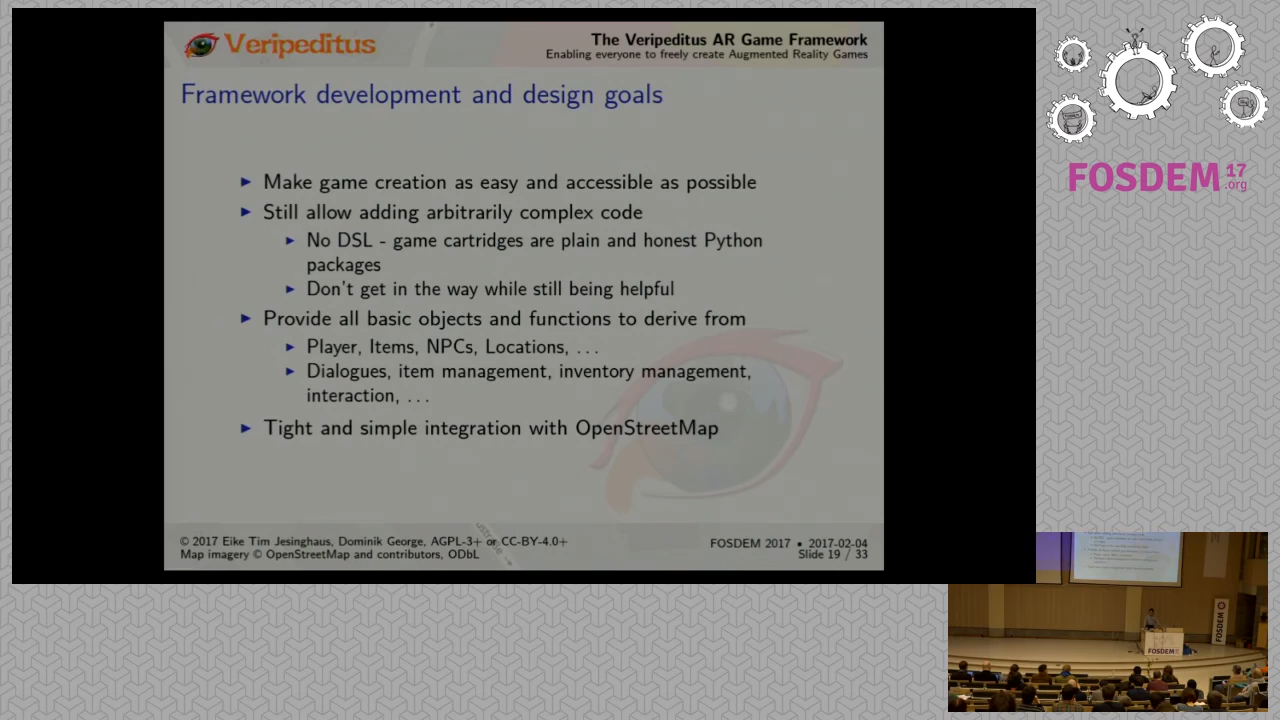 Veripeditus
The Veripeditus AR Game Framework
Enabling everyone to freely create Augmented Reality Games
Framework development and design goals
Make game creation as easy and accessible as possible
Still allow adding arbitrarily complex code
No DSL - game cartridges are plain and honest Python
packages
Don't get in the way while still being helpful
Provide all basic objects and functions to derive from
Player, Items, NPCs, Locations, . . .
Dialogues, item management, inventory management,
interaction, . . .
Tight and simple integration with OpenStreetMap
© 2017 Eike Tim Jesinghaus, Dominik George, AGPL-3+ or CC-BY-4.0+
Map imagery © OpenStreetMap and contributors, ODbL
FOSDEM 2017 • 2017-02-04
Slide 19 / 33
FOSDEM 17
.org
FOSDEM
FOSDEM